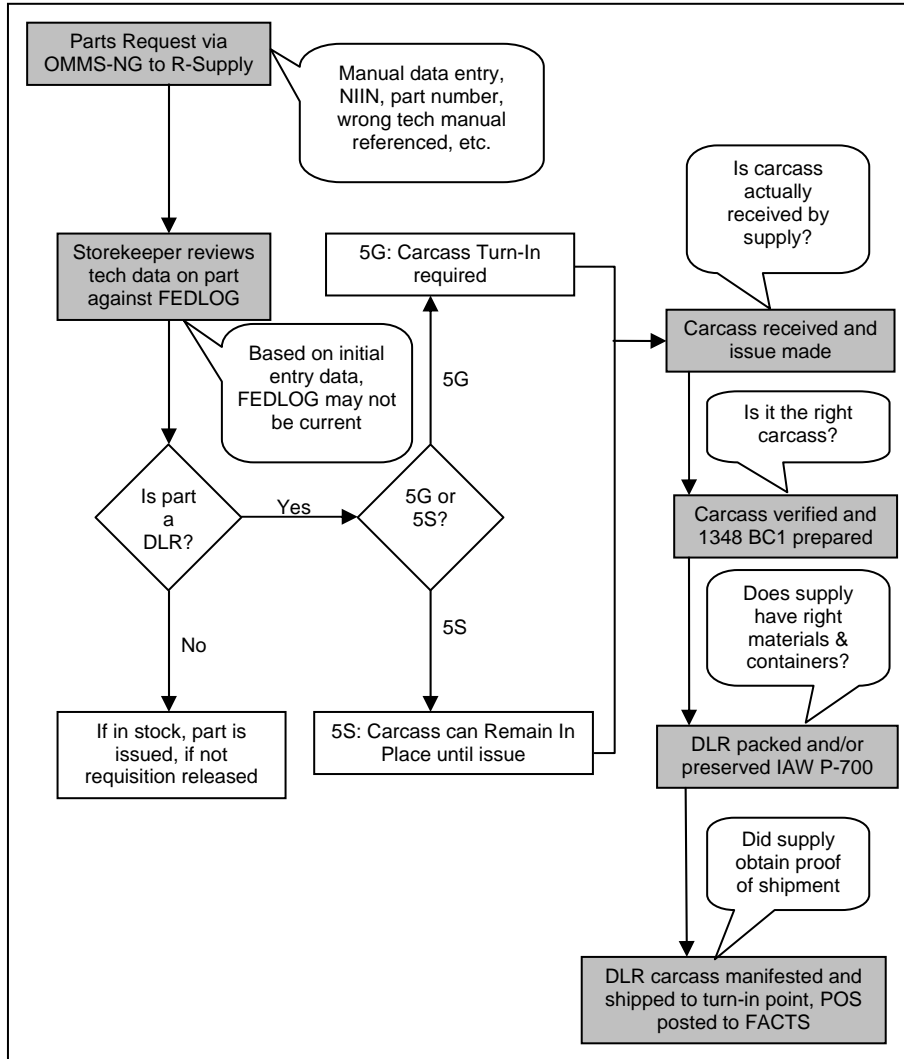 Parts Request via
OMMS-NG to R-Supply
Manual data entry,
NIIN, part number,
wrong tech manual
referenced, etc.
Is carcass
actually
received by
supply?
Storekeeper reviews
tech data on part
against FEDLOG
5G: Carcass Turn-In
required
Carcass received and
issue made
Based on initial
entry data,
FEDLOG may not
be current
5G
Is it the right
carcass?
Is part
a
DLR?
Yes
5G or
5S?
Carcass verified and
1348 BC1 prepared
No
5S
Does supply
have right
materials &
containers?
If in stock, part is
issued, if not
requisition released
5S: Carcass can Remain In
Place until issue
DLR packed and/or
preserved IAW P-700
Did supply
obtain proof
of shipment
DLR carcass manifested and
shipped to turn-in point, POS
posted to FACTS